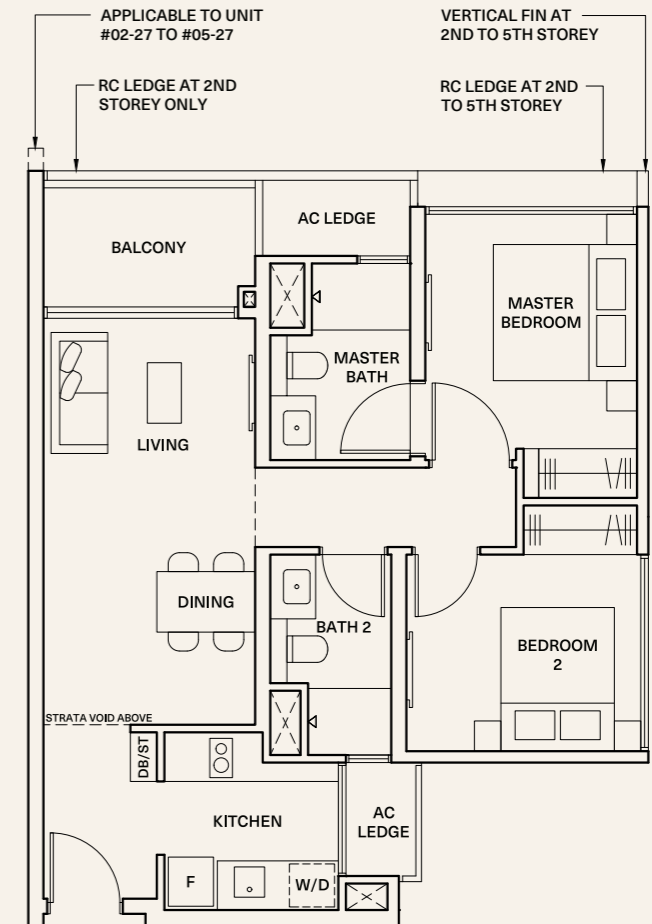 APPLICABLE TO UNIT
#02-27 TO #05-27
VERTICAL FIN AT
2ND TO 5TH STOREY
RC LEDGE AT 2ND
STOREY ONLY
RC LEDGE AT 2ND
TO 5TH STOREY
AC LEDGE
BALCONY
MASTER
BEDROOM
MASTER
BATH
LIVING
DINING
BATH 2
BEDROOM
2
STRATA VOID ABOVE
DB/ST
KITCHEN
AC
LEDGE
F
W/D